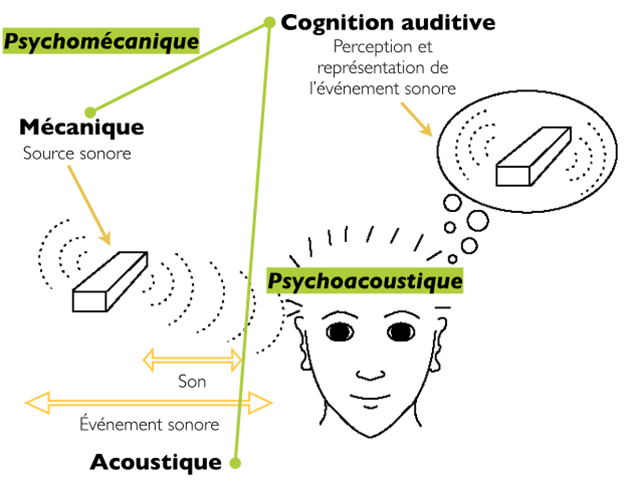 Cognition auditive
Psychomécanique
Perception et
représentation de
l'événement sonore
Mécanique
Source sonore
Psychoacoustique
Son
Événement sonore
Acoustique